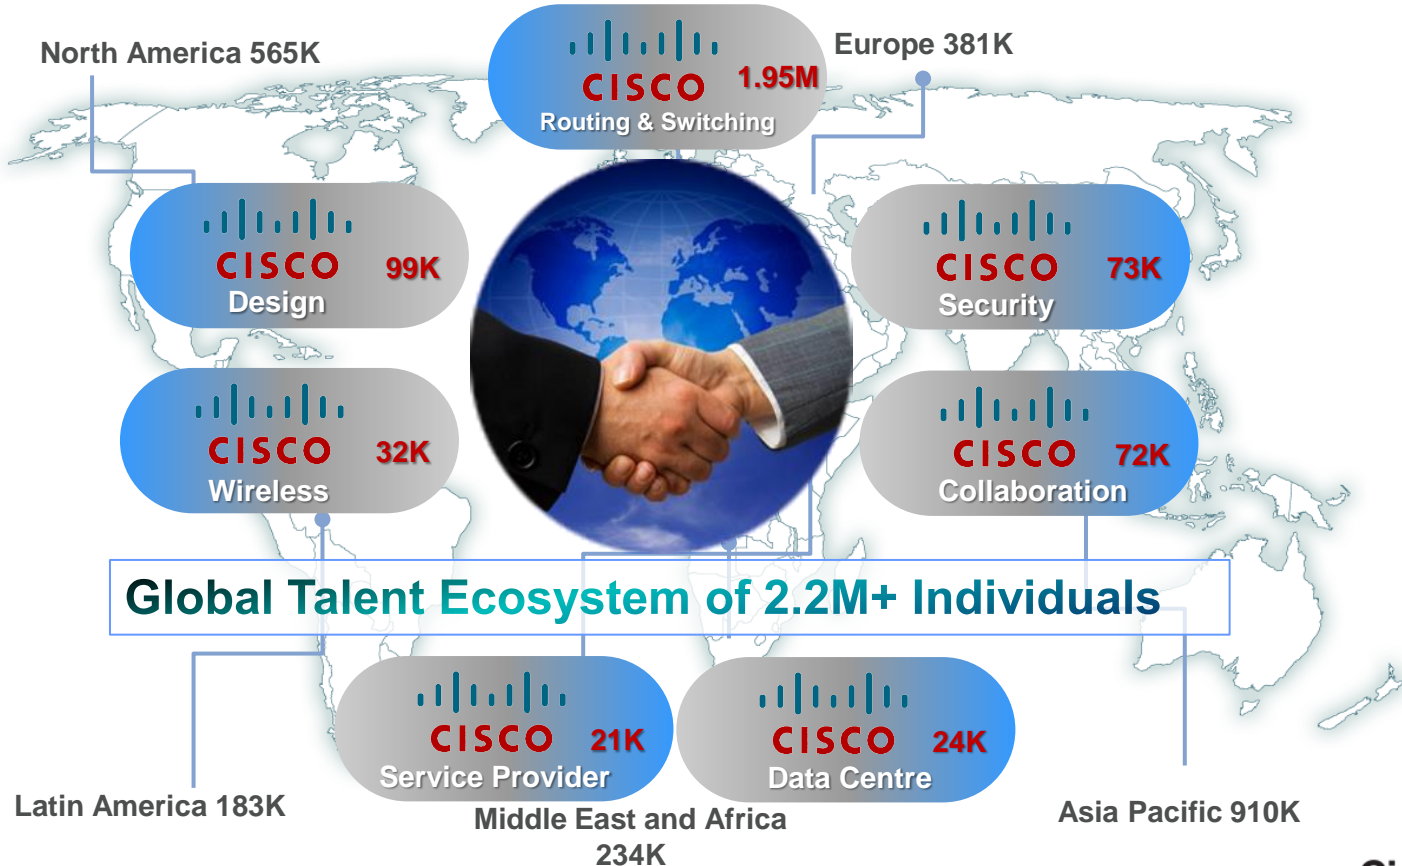 North America 565K
Europe 381K
CISCO
1.95M
Routing & Switching
CISCO
99K
Design
CISCO
73K
Security
CISCO
32K
Wireless
CISCO
72K
Collaboration
Global Talent Ecosystem of 2.2M+ Individuals
CISCO
21K
Service Provider
CISCO
24K
Data Centre
Latin America 183K
Middle East and Africa
234K
Asia Pacific 910K